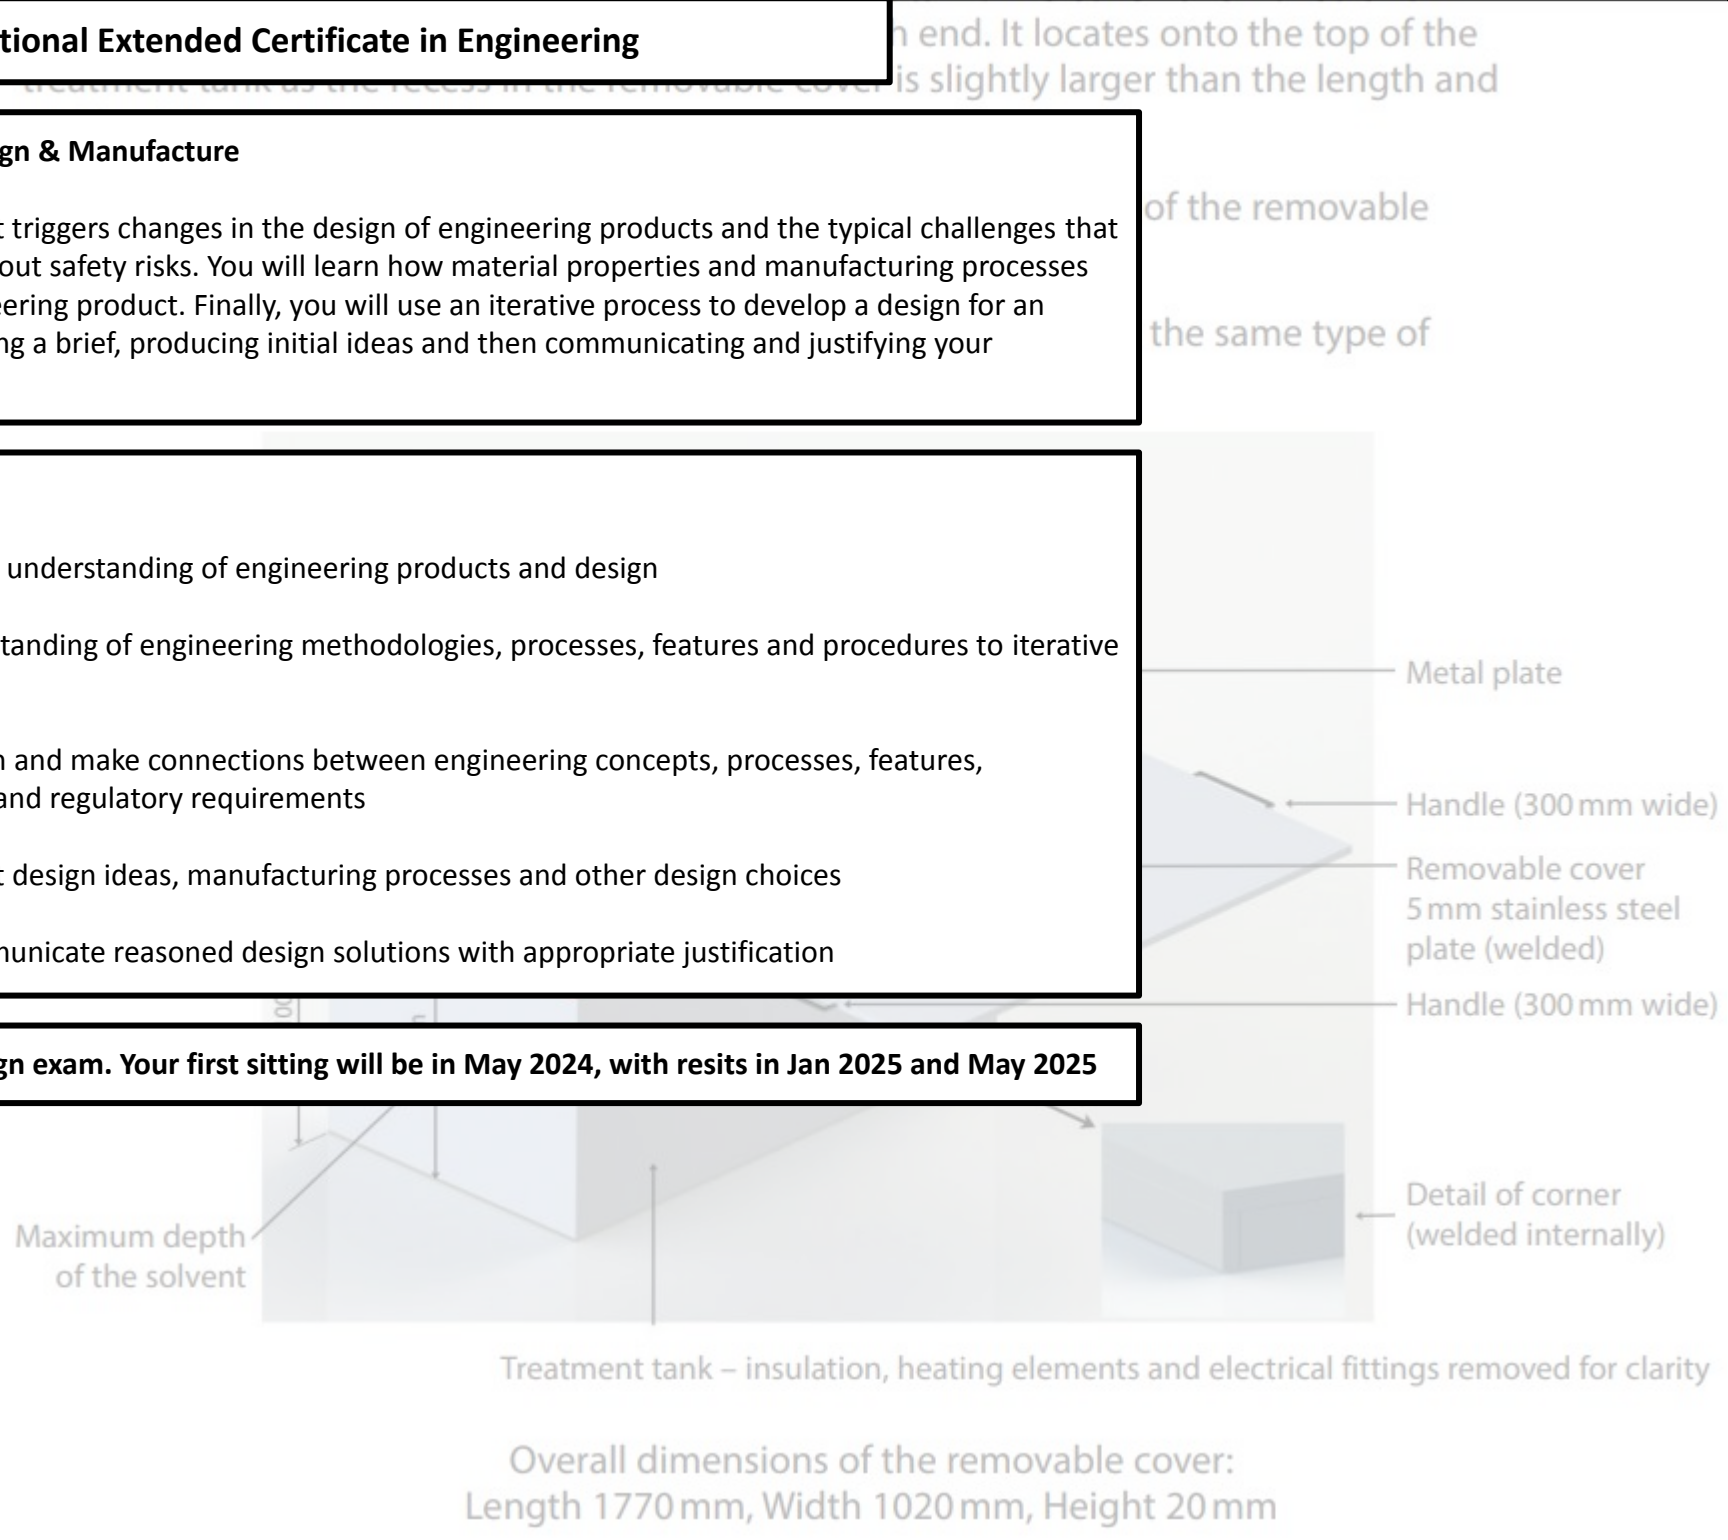 tional Extended Certificate in Engineering
h end. It locates onto the top of the
treatment tank as the recess in the removable cover is slightly larger than the length and
gn & Manufacture
of the removable
t triggers changes in the design of engineering products and the typical challenges that
out safety risks. You will learn how material properties and manufacturing processes
eering product. Finally, you will use an iterative process to develop a design for an
the same type of
ng a brief, producing initial ideas and then communicating and justifying your
understanding of engineering products and design
tanding of engineering methodologies, processes, features and procedures to iterative
Metal plate
n and make connections between engineering concepts, processes, features,
and regulatory requirements
Handle (300 mm wide)
t design ideas, manufacturing processes and other design choices
Removable cover
5 mm stainless steel
plate (welded)
municate reasoned design solutions with appropriate justification
Handle (300 mm wide)
gn exam. Your first sitting will be in May 2024, with resits in Jan 2025 and May 2025
Detail of corner
(welded internally)
Maximum depth
of the solvent
Treatment tank – insulation, heating elements and electrical fittings removed for clarity
Overall dimensions of the removable cover:
Length 1770 mm, Width 1020 mm, Height 20 mm